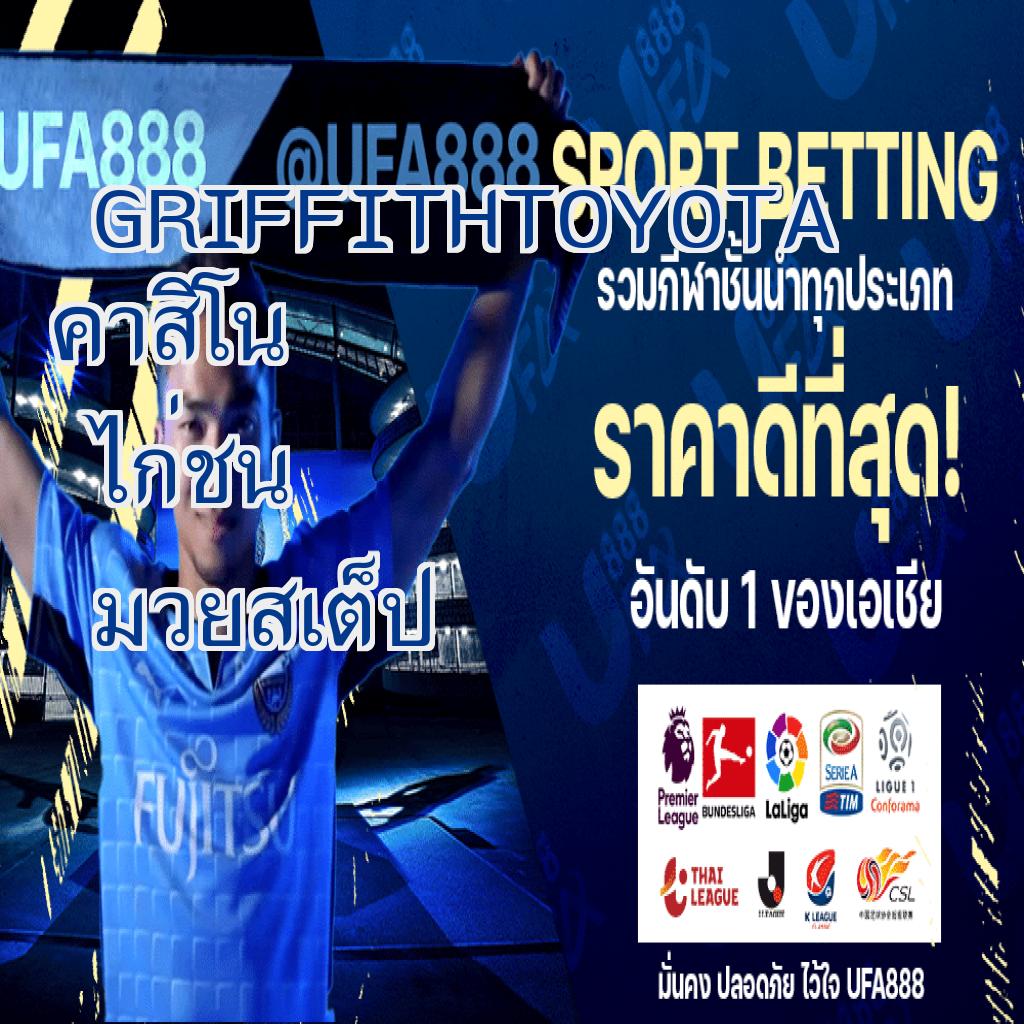 UFA888
@UFA888
SPORT BETTING
GRIFFITHTOYOTA
รวมกีฬาชั้นนำทุกประเภท
คาสิโน
ราคาดีที่สุด!
ไก่ชน
อันดับ 1 ของเอเชีย
มวยสเต็ป
FUJITSU
Premier
League
BUNDESLIGA
LaLiga
SERIE A
TIM
LIGUE 1
Conforama
THAI
LEAGUE
J.LEAGUE
K LEAGUE
CSL
มั่นคง ปลอดภัย ไว้ใจ UFA888